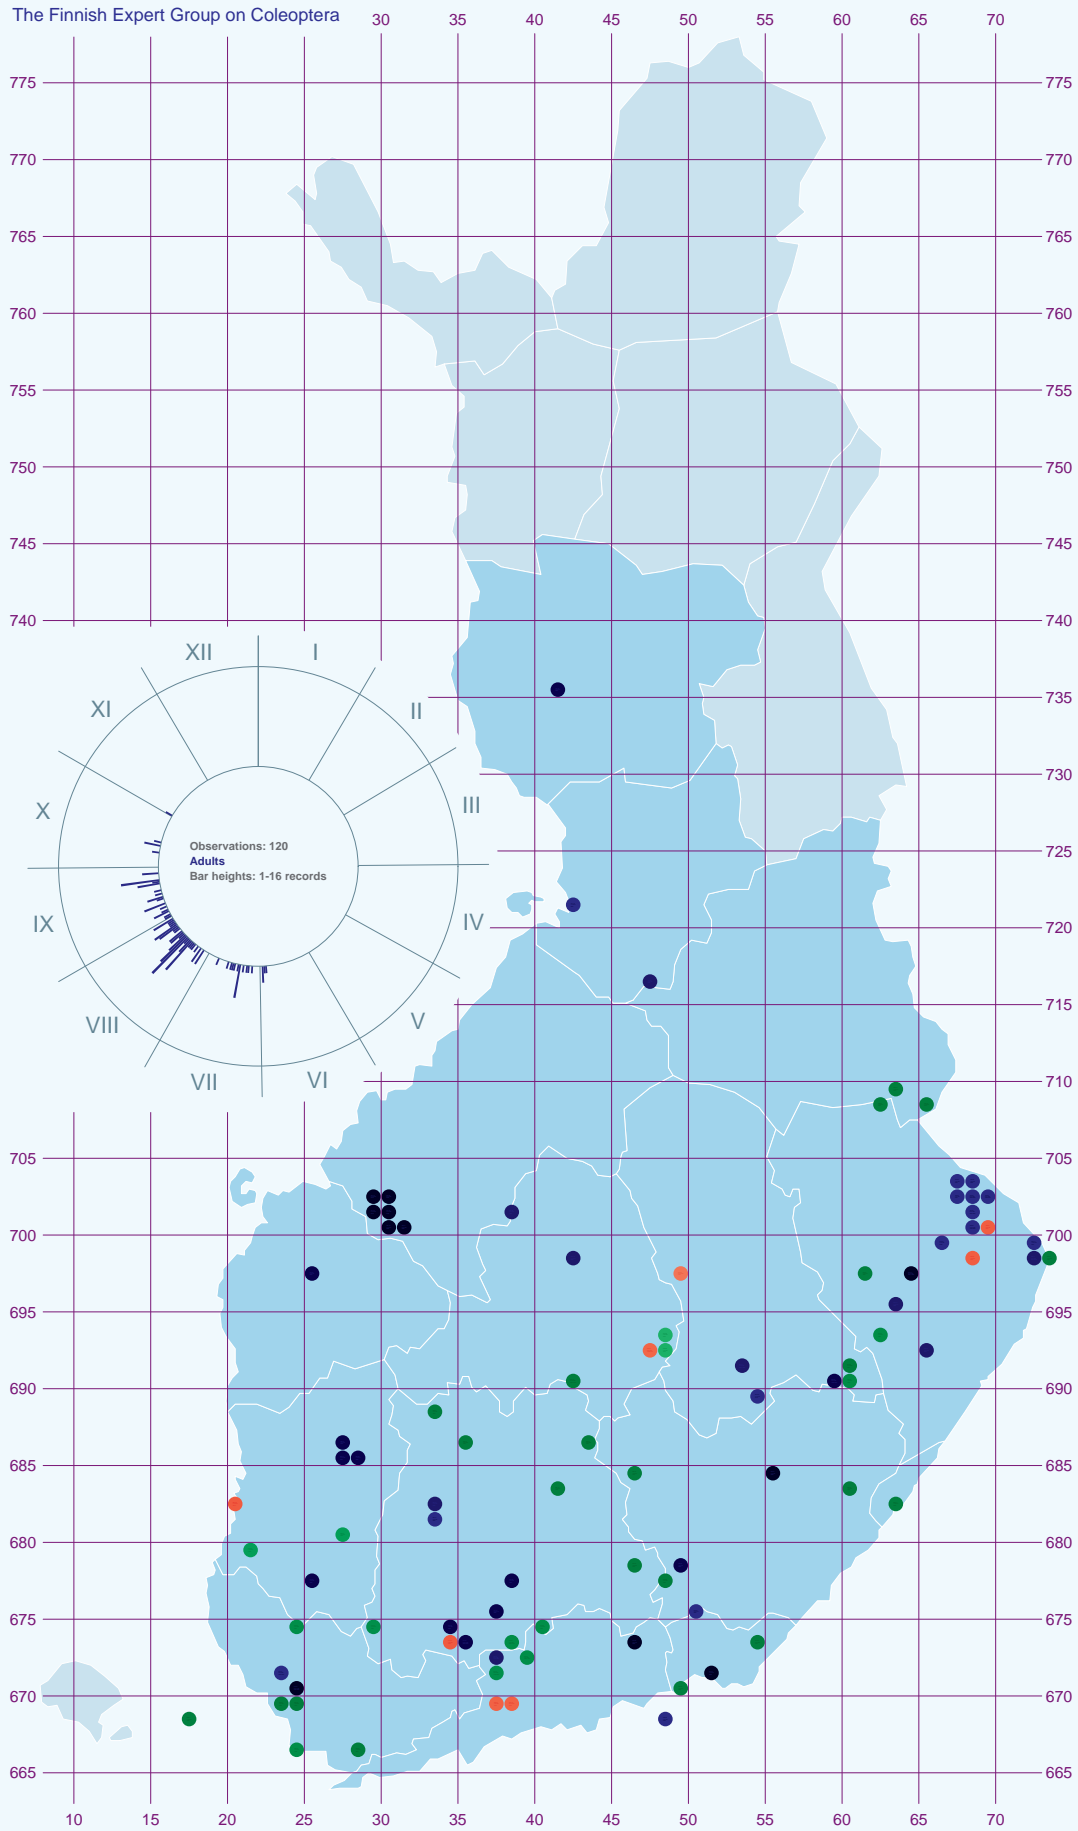 The Finnish Expert Group on Coleoptera
30 35 40 45 50 55 60 65 70
775 775
770 770
765 765
760 760
755 755
750 750
745 745
740 740
XII I
XI II
735
730
X III
725
Observations: 120
Adults
Bar heights: 1-16 records
IX IV
720
715
VIII V
VII VI
710
705 705
700 700
695 695
690 690
685 685
680 680
675 675
670 670
665 665
10 15 20 25 30 35 40 45 50 55 60 65 70